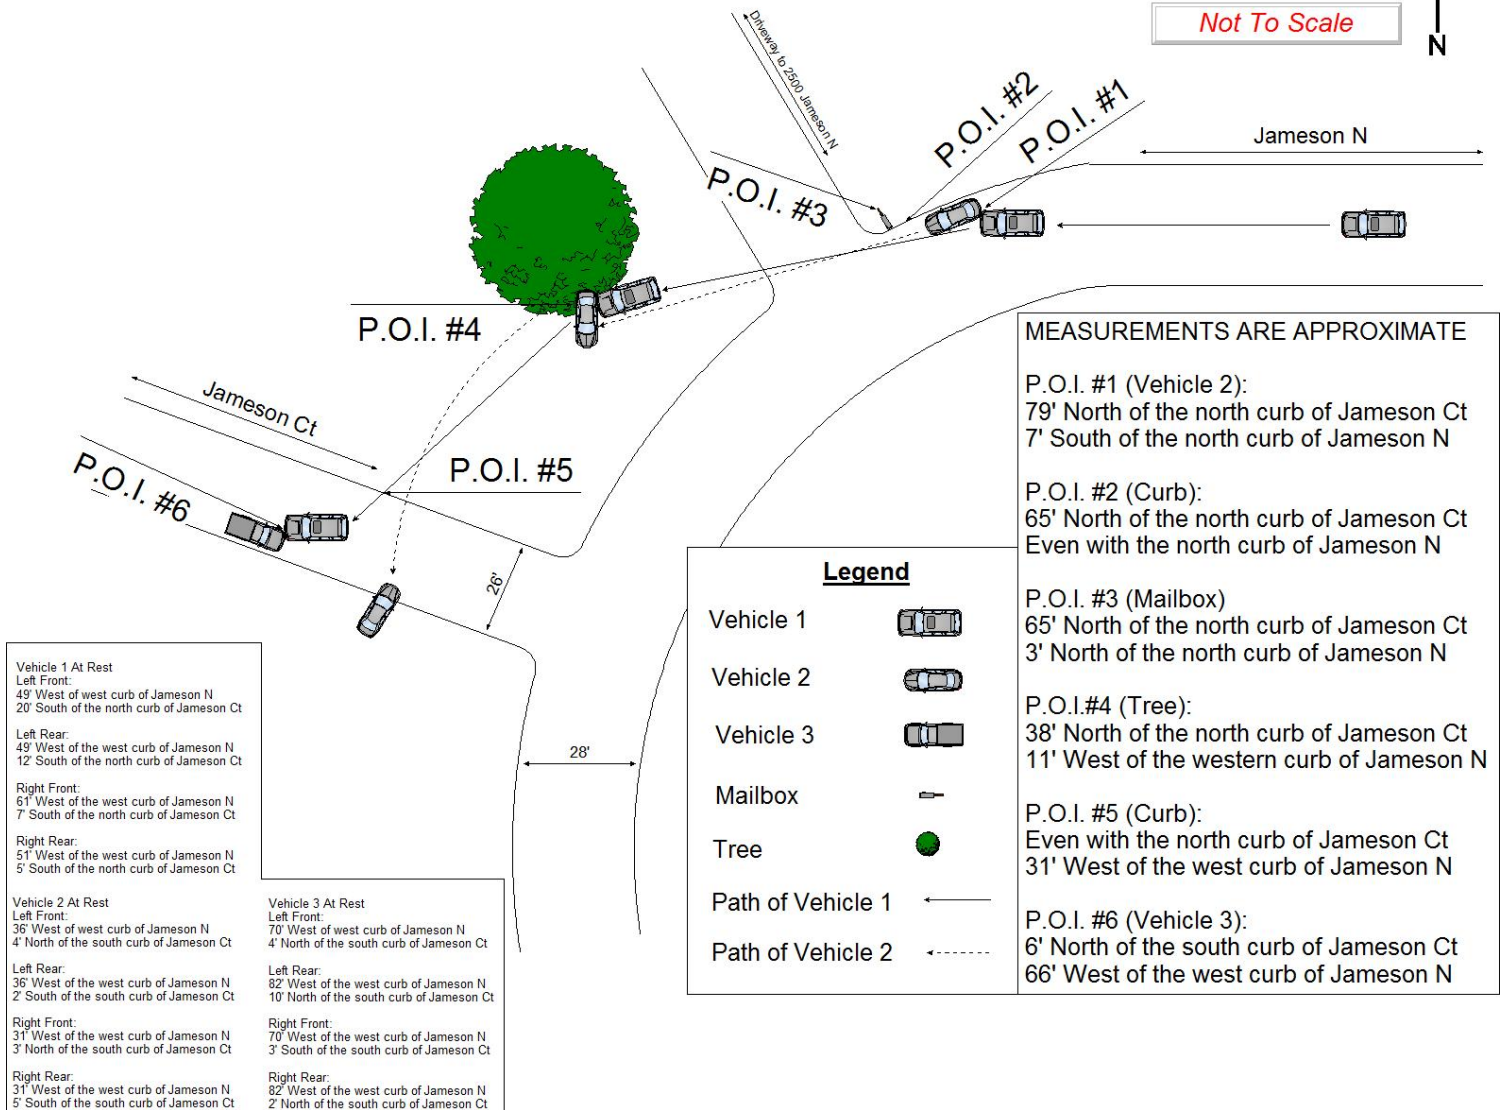 Not To Scale
N
Driveway to 2500 Jameson N
P.O.I. #2
P.O.I. #1
Jameson N
P.O.I. #3
P.O.I. #4
Jameson Ct
P.O.I. #5
P.O.I. #6
26'
28'
MEASUREMENTS ARE APPROXIMATE
P.O.I. #1 (Vehicle 2):
79' North of the north curb of Jameson Ct
7' South of the north curb of Jameson N
P.O.I. #2 (Curb):
65' North of the north curb of Jameson Ct
Even with the north curb of Jameson N
P.O.I. #3 (Mailbox)
65' North of the north curb of Jameson Ct
3' North of the north curb of Jameson N
P.O.I.#4 (Tree):
38' North of the north curb of Jameson Ct
11' West of the western curb of Jameson N
P.O.I. #5 (Curb):
Even with the north curb of Jameson Ct
31' West of the west curb of Jameson N
P.O.I. #6 (Vehicle 3):
6' North of the south curb of Jameson Ct
66' West of the west curb of Jameson N
Legend
Vehicle 1
Vehicle 2
Vehicle 3
Mailbox
Tree
Path of Vehicle 1
Path of Vehicle 2
Vehicle 1 At Rest
Left Front:
49' West of west curb of Jameson N
20' South of the north curb of Jameson Ct
Left Rear:
49' West of the west curb of Jameson N
12' South of the north curb of Jameson Ct
Right Front:
61' West of the west curb of Jameson N
7' South of the north curb of Jameson Ct
Right Rear:
51' West of the west curb of Jameson N
5' South of the north curb of Jameson Ct
Vehicle 2 At Rest
Left Front:
36' West of west curb of Jameson N
4' North of the south curb of Jameson Ct
Left Rear:
36' West of the west curb of Jameson N
2' South of the south curb of Jameson Ct
Right Front:
31' West of the west curb of Jameson N
3' North of the south curb of Jameson Ct
Right Rear:
31' West of the west curb of Jameson N
5' South of the south curb of Jameson Ct
Vehicle 3 At Rest
Left Front:
70' West of west curb of Jameson N
4' North of the south curb of Jameson Ct
Left Rear:
82' West of the west curb of Jameson N
10' North of the south curb of Jameson Ct
Right Front:
70' West of the west curb of Jameson N
3' South of the south curb of Jameson Ct
Right Rear:
82' West of the west curb of Jameson N
2' North of the south curb of Jameson Ct